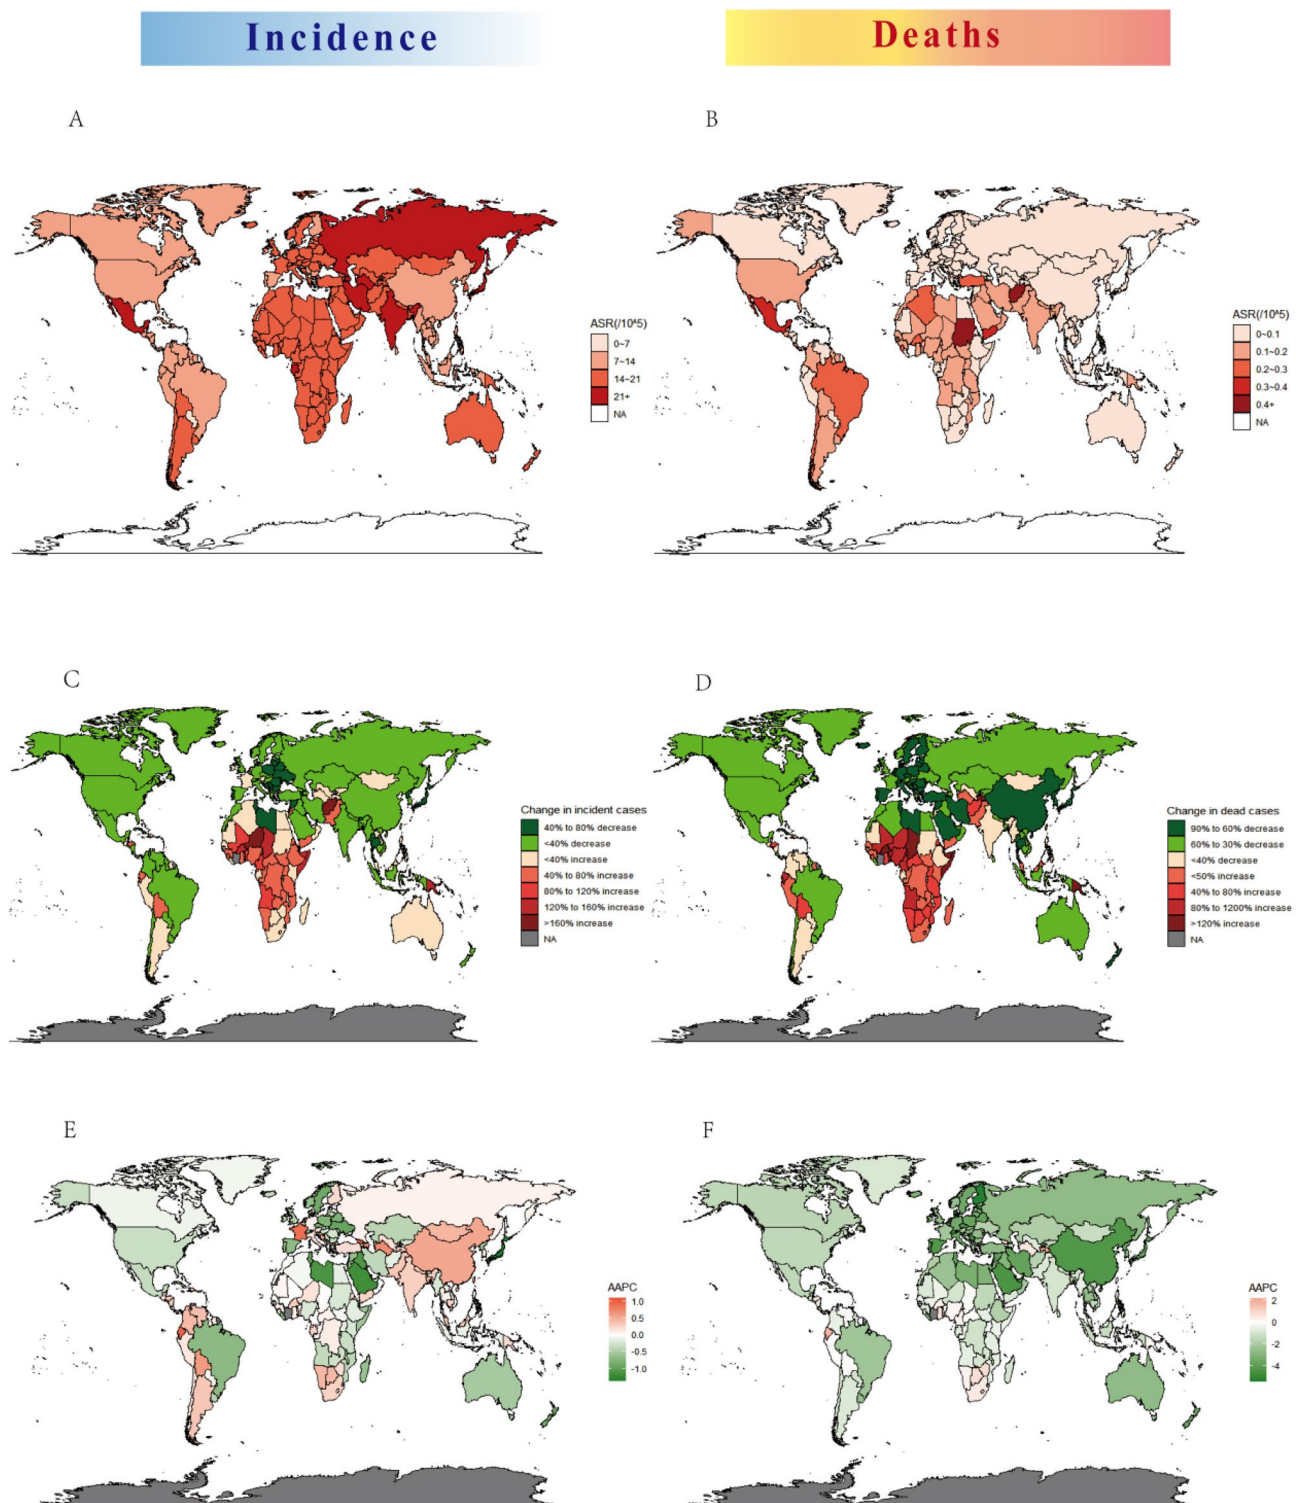 Incidence
Deaths
A
B
ASR(/10^5)
0~7
7~14
14~21
21+
NA
ASR(/10^5)
0~0.1
0.1~0.2
0.2~0.3
0.3~0.4
0.4+
NA
C
D
Change in incident cases
40% to 80% decrease
<40% decrease
<40% increase
40% to 80% increase
80% to 120% increase
120% to 160% increase
>160% increase
NA
Change in dead cases
90% to 60% decrease
60% to 30% decrease
<40% decrease
<50% increase
40% to 80% increase
80% to 1200% increase
>120% increase
NA
E
F
AAPC
1.0
0.5
0.0
-0.5
-1.0
AAPC
2
0
-2
-4